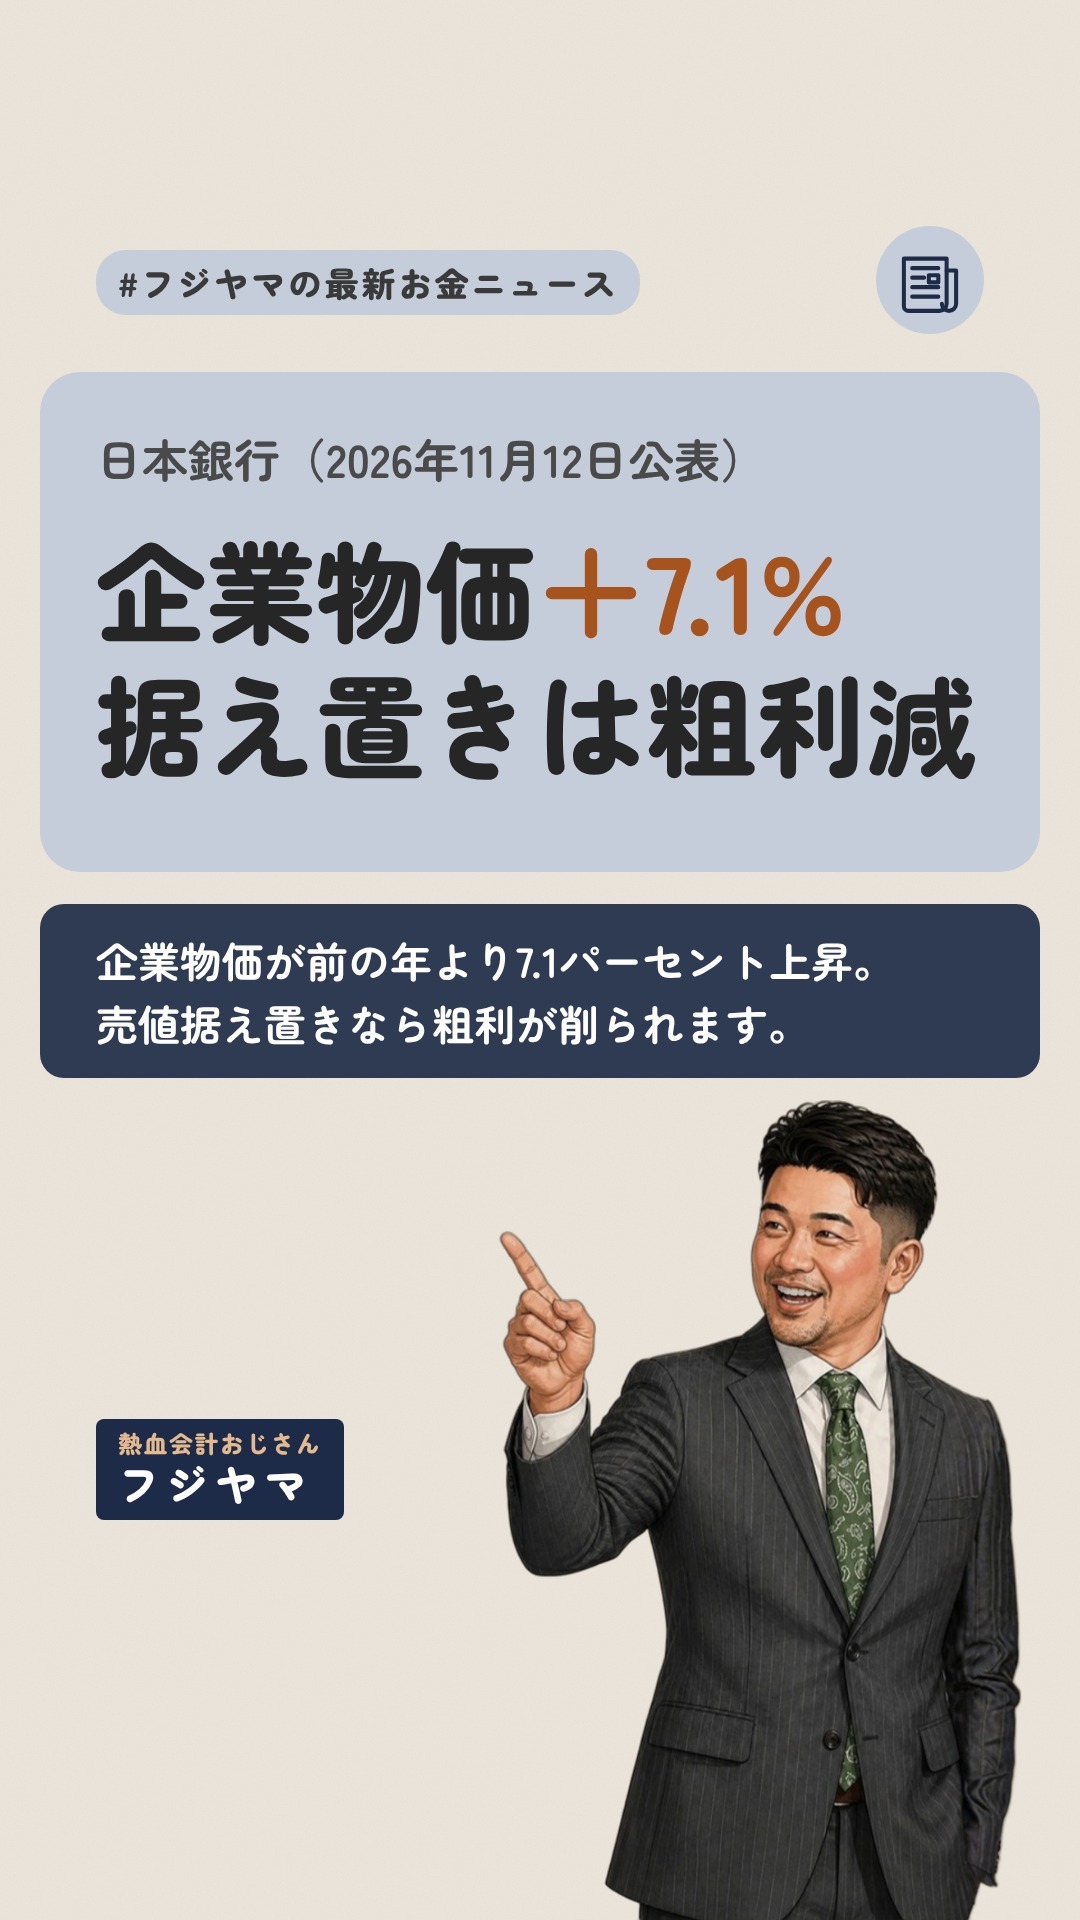 #フジヤマの最新お金ニュース
日本銀行（2026年11月12日公表）
企業物価＋7.1%
据え置きは粗利減
企業物価が前の年より7.1パーセント上昇。
売値据え置きなら粗利が削られます。
熱血会計おじさん
フジヤマ